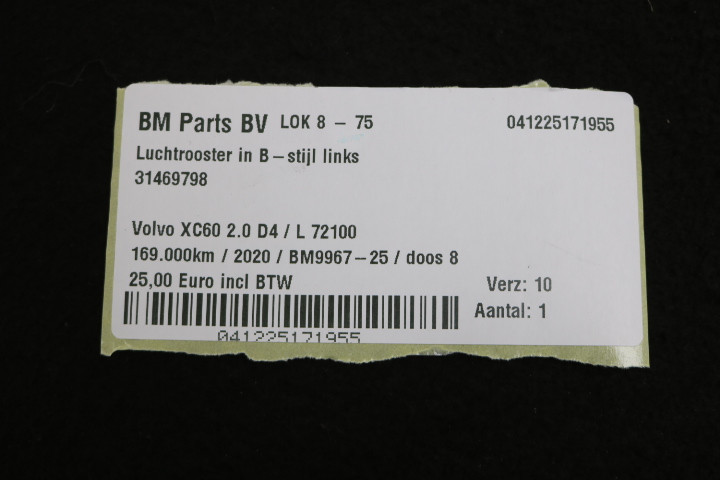 BM Parts BV LOK 8 - 75 041225171955
Luchtrooster in B-stijl links
31469798
Volvo XC60 2.0 D4 / L 72100
169.000km / 2020 / BM9967-25 / doos 8
25,00 Euro incl BTW Verz: 10
Aantal: 1
041225171955